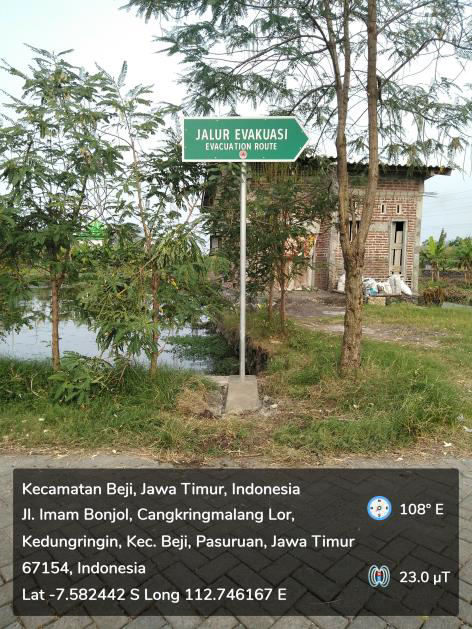 JALUR EVAKUASI
EVACUATION ROUTE
Kecamatan Beji, Jawa Timur, Indonesia
Jl. Imam Bonjol, Cangkringmalang Lor,
Kedungringin, Kec. Beji, Pasuruan, Jawa Timur
67154, Indonesia
Lat -7.582442 S Long 112.746167 E
108° E
23.0 µT